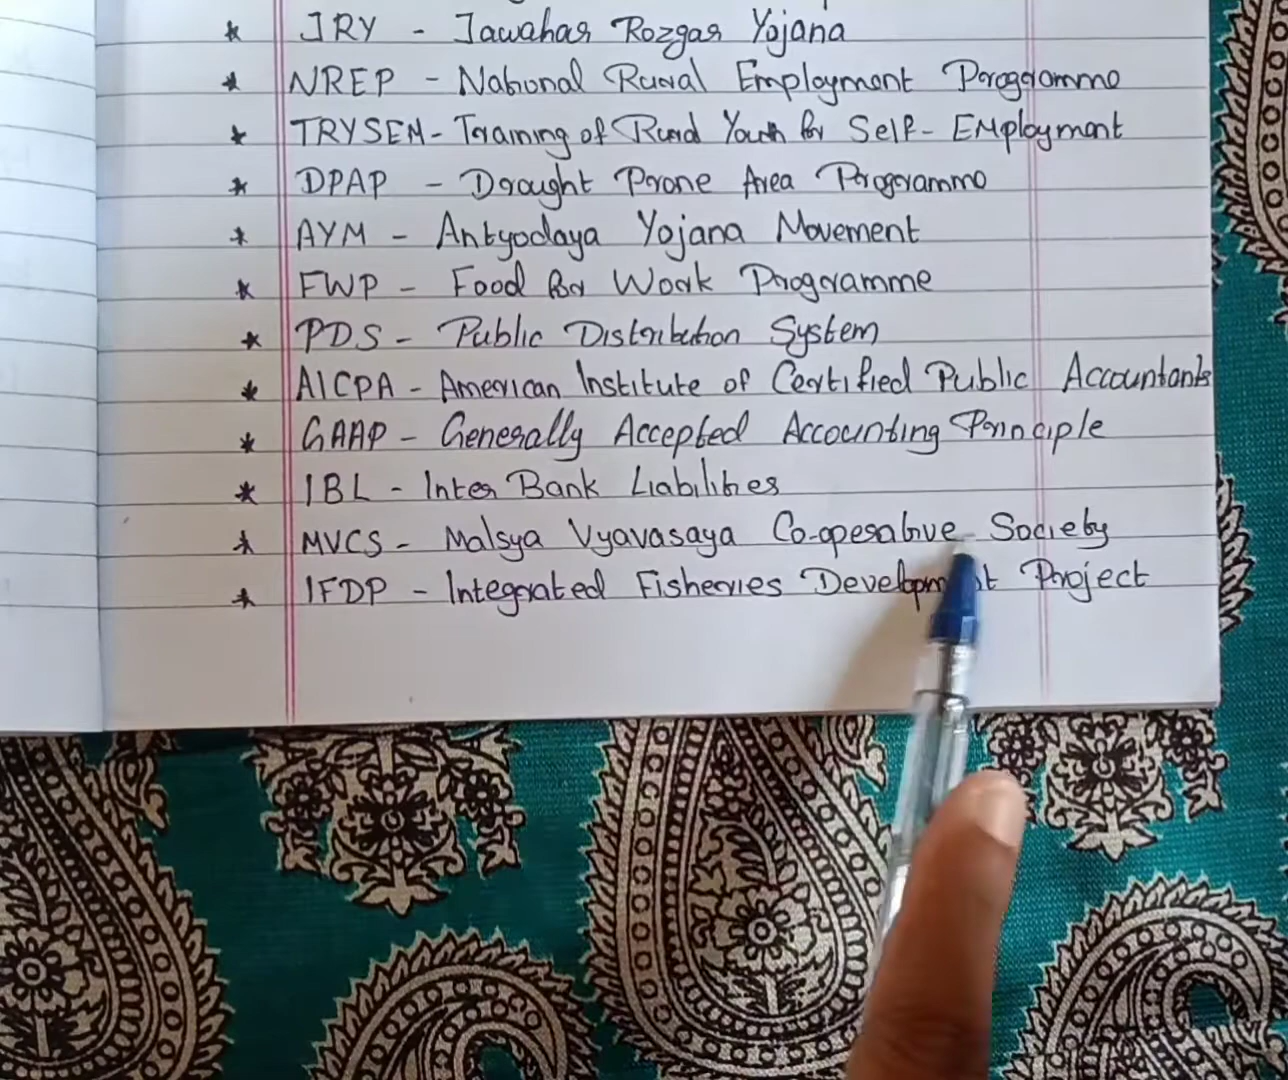 * JRY - Jawahar Rozgar Yojana
* NREP - National Rural Employment Programme
* TRYSEM - Training of Rural Youth for Self - Employment
* DPAP - Drought Prone Area Programme
* AYM - Antyodaya Yojana Movement
* FWP - Food for Work Programme
* PDS - Public Distribution System
* AICPA - American Institute of Certified Public Accountants
* GAAP - Generally Accepted Accounting Principle
* IBL - Inter Bank Liabilities
* MVCS - Matsya Vyavasaya Co-operative Society
* IFDP - Integrated Fisheries Development Project